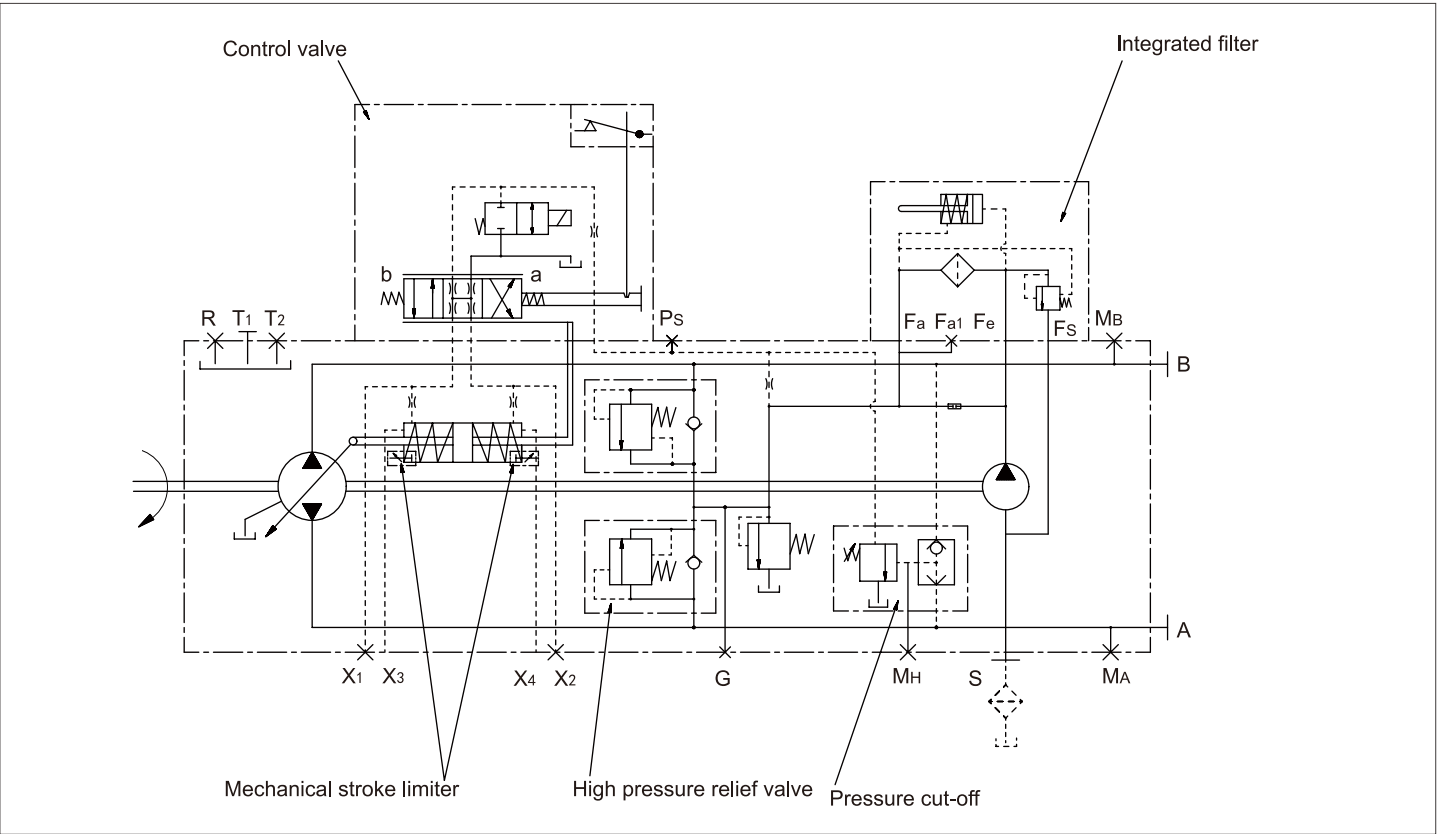 Control valve
Integrated filter
b
a
R
T1
T2
PS
Fa
Fa1
Fe
FS
MB
B
A
X1
X3
X4
X2
G
MH
S
MA
Mechanical stroke limiter
High pressure relief valve
Pressure cut-off